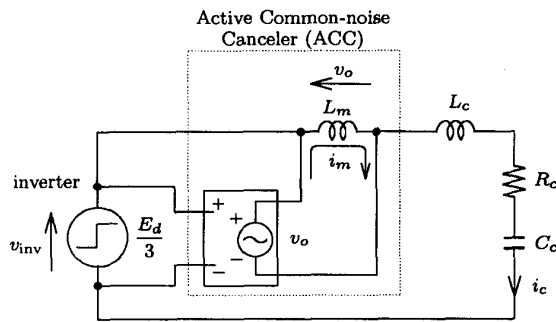 Active Common-noise
Canceler (ACC)
v_o
L_m
L_c
i_m
R_c
inverter
+
+
v_inv
E_d
3
v_o
−
−
C_c
i_c